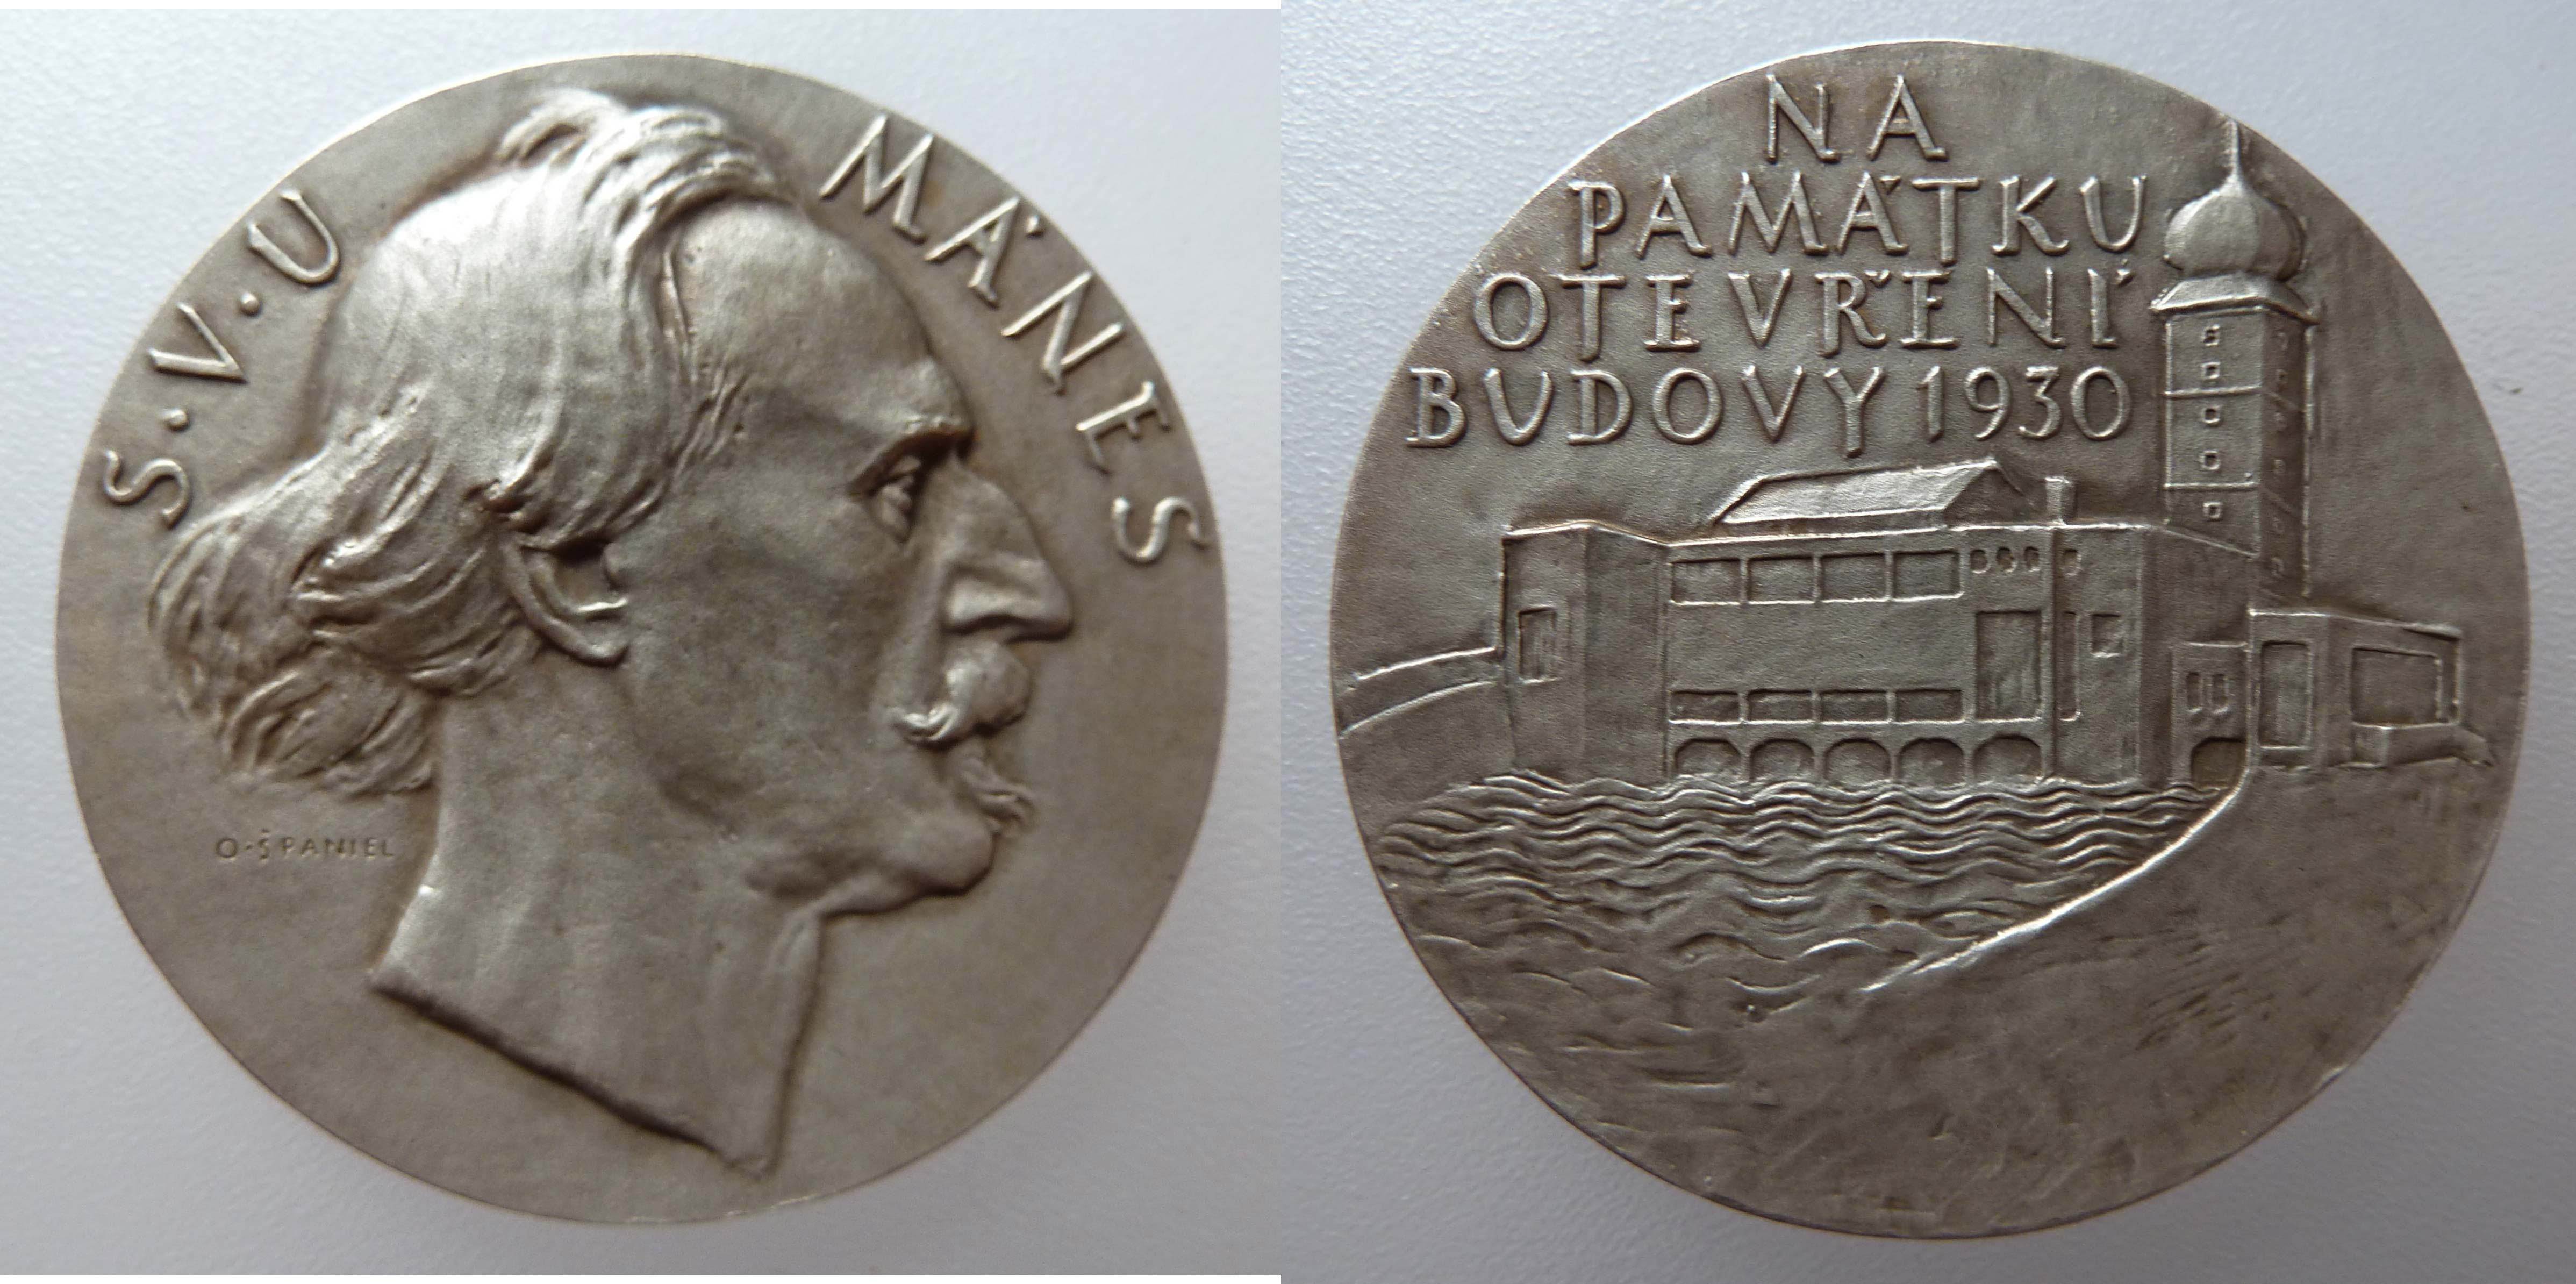 S·V·U MÁNES
O·ŠPANIEL
NA
PAMÁTKU
OTEVŘENÍ
BUDOVY 1930